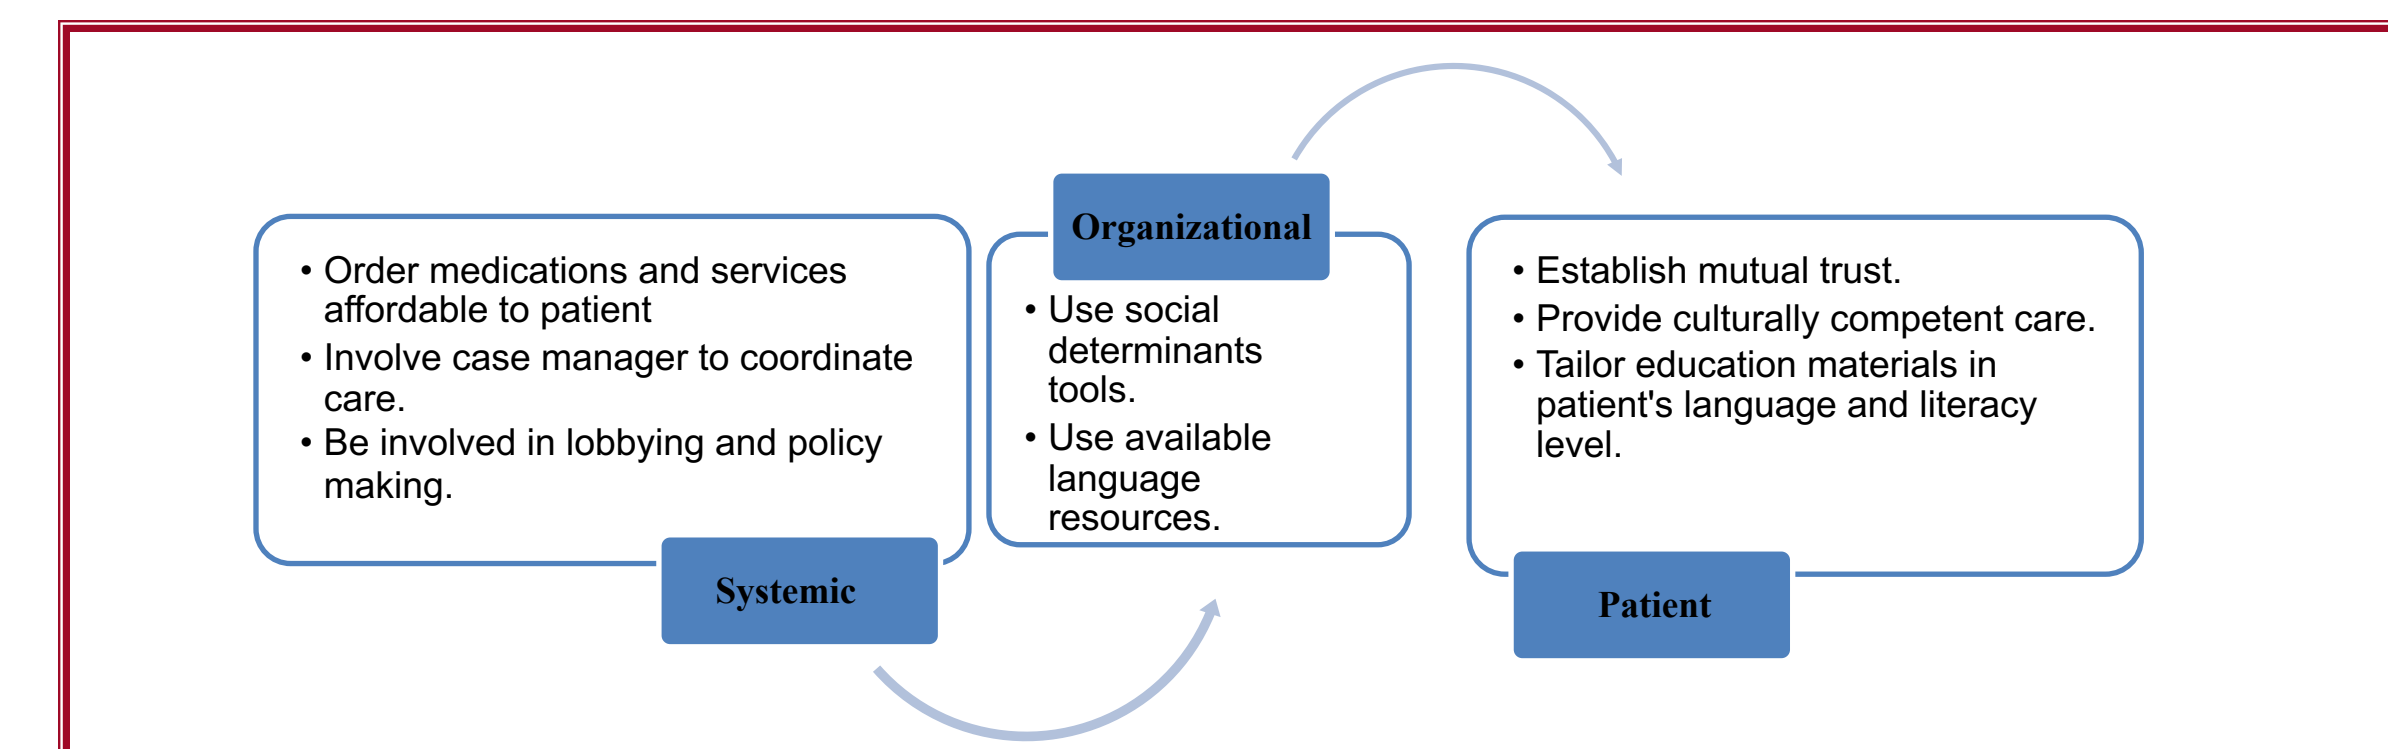 • Order medications and services
affordable to patient
• Involve case manager to coordinate
care.
• Be involved in lobbying and policy
making.
Systemic
Organizational
• Use social
determinants
tools.
• Use available
language
resources.
• Establish mutual trust.
• Provide culturally competent care.
• Tailor education materials in
patient's language and literacy
level.
Patient